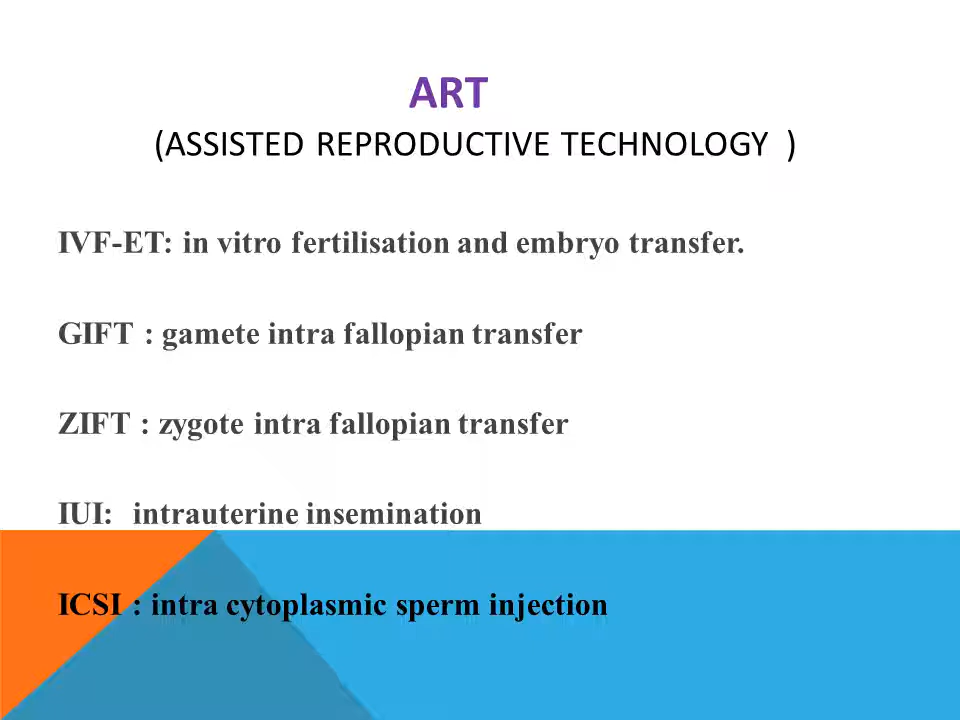 ART
(ASSISTED REPRODUCTIVE TECHNOLOGY )
IVF-ET: in vitro fertilisation and embryo transfer.
GIFT : gamete intra fallopian transfer
ZIFT : zygote intra fallopian transfer
IUI: intrauterine insemination
ICSI : intra cytoplasmic sperm injection